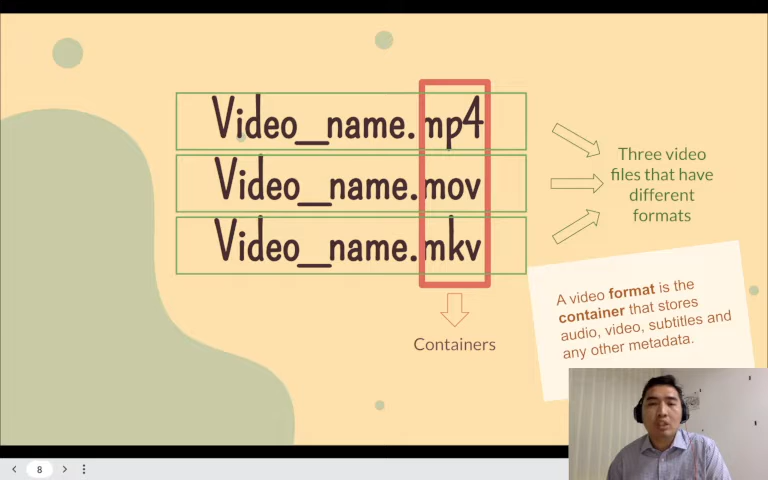 Video_name.mp4
Video_name.mov
Video_name.mkv
Three video
files that have
different
formats
A video format is the
container that stores
audio, video, subtitles and
any other metadata.
Containers
8